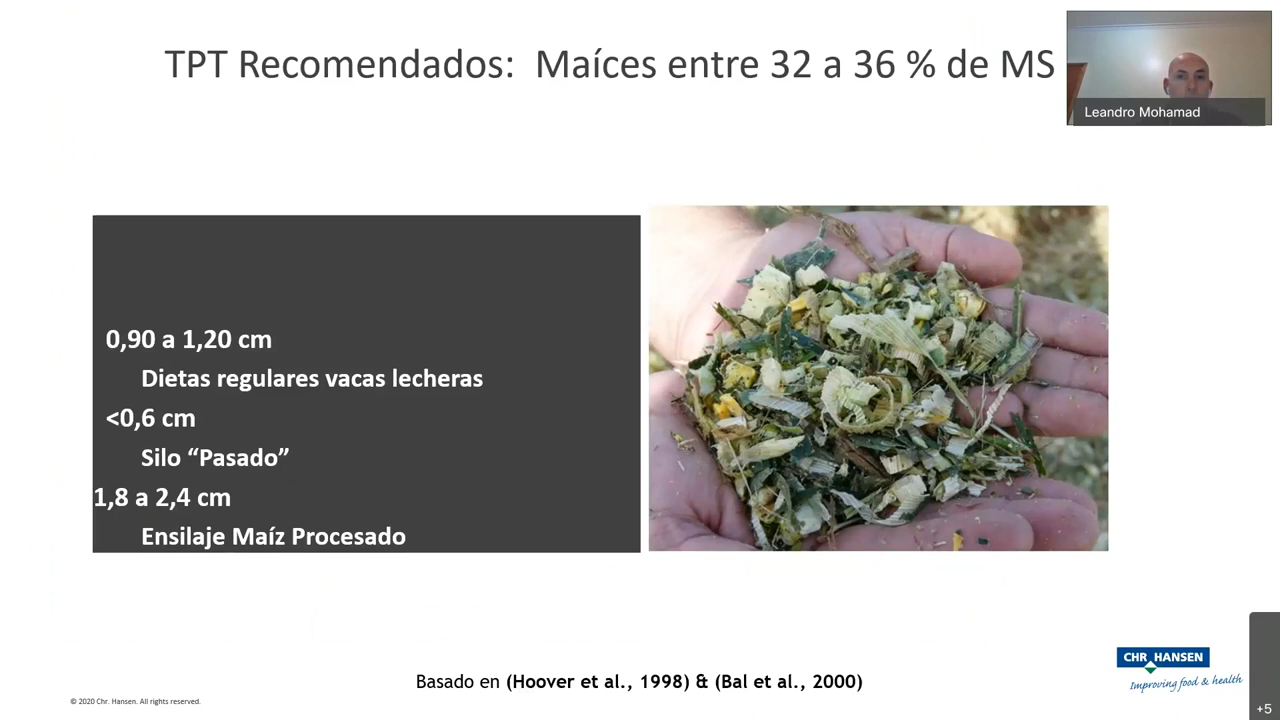 TPT Recomendados: Maíces entre 32 a 36 % de MS
Leandro Mohamad
0,90 a 1,20 cm
Dietas regulares vacas lecheras
<0,6 cm
Silo “Pasado”
1,8 a 2,4 cm
Ensilaje Maíz Procesado
CHR HANSEN
Improving food & health
Basado en (Hoover et al., 1998) & (Bal et al., 2000)
© 2020 Chr. Hansen. All rights reserved.
+5